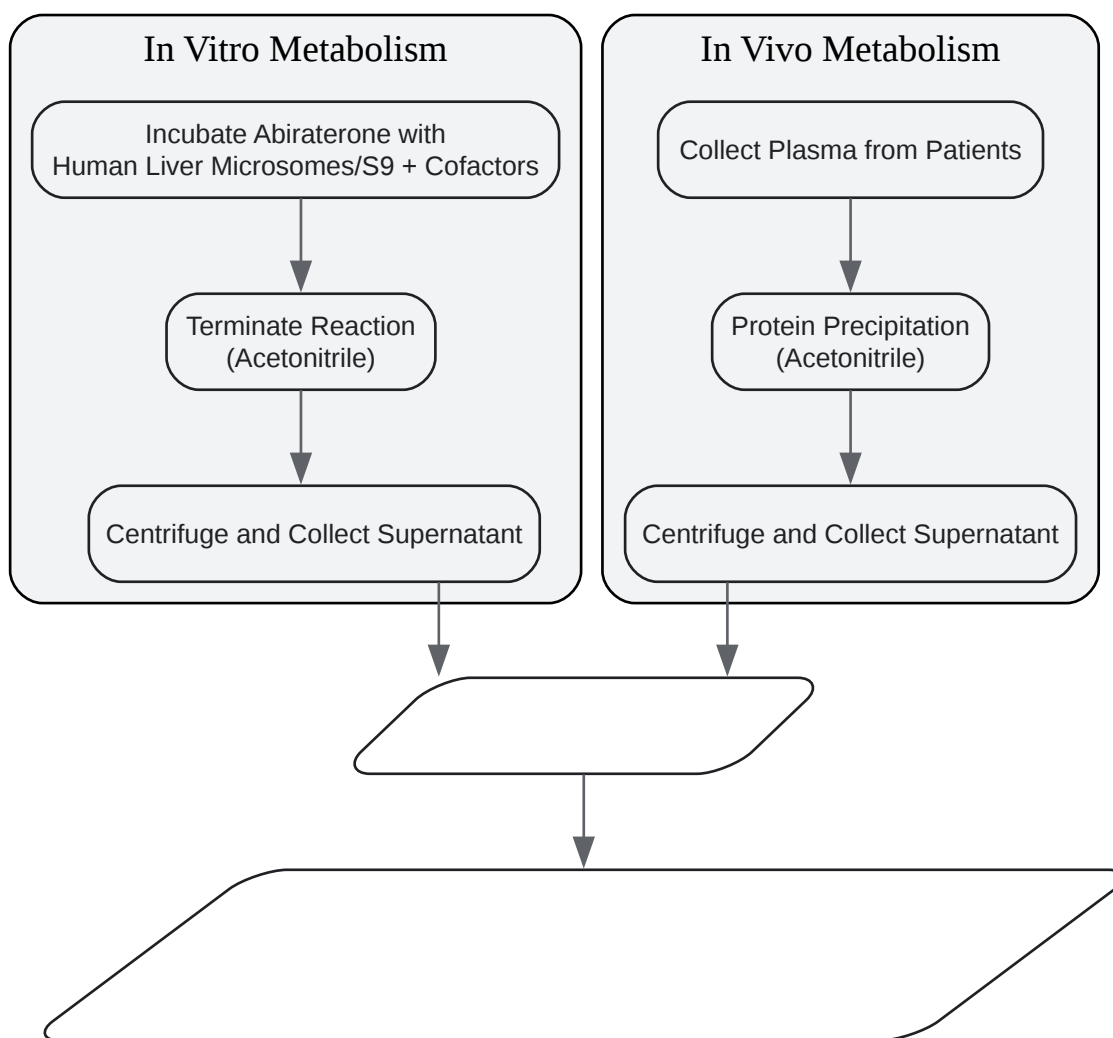 In Vitro Metabolism
Incubate Abiraterone with
Human Liver Microsomes/S9 + Cofactors
Terminate Reaction
(Acetonitrile)
Centrifuge and Collect Supernatant
In Vivo Metabolism
Collect Plasma from Patients
Protein Precipitation
(Acetonitrile)
Centrifuge and Collect Supernatant